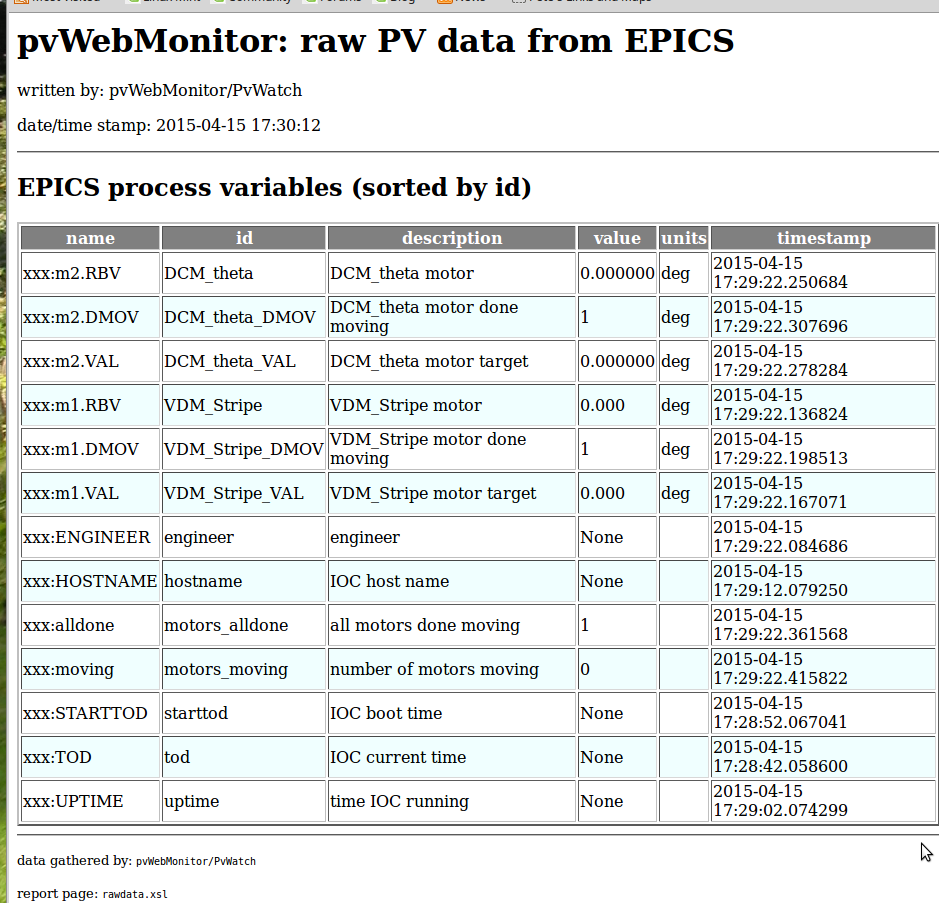 pvWebMonitor: raw PV data from EPICS
written by: pvWebMonitor/PvWatch
date/time stamp: 2015-04-15 17:30:12
EPICS process variables (sorted by id)
name id description value units timestamp
xxx:m2.RBV DCM_theta DCM_theta motor 0.000000 deg 2015-04-15 17:29:22.250684
xxx:m2.DMOV DCM_theta_DMOV DCM_theta motor done moving 1 deg 2015-04-15 17:29:22.307696
xxx:m2.VAL DCM_theta_VAL DCM_theta motor target 0.000000 deg 2015-04-15 17:29:22.278284
xxx:m1.RBV VDM_Stripe VDM_Stripe motor 0.000 deg 2015-04-15 17:29:22.136824
xxx:m1.DMOV VDM_Stripe_DMOV VDM_Stripe motor done moving 1 deg 2015-04-15 17:29:22.198513
xxx:m1.VAL VDM_Stripe_VAL VDM_Stripe motor target 0.000 deg 2015-04-15 17:29:22.167071
xxx:ENGINEER engineer engineer None 2015-04-15 17:29:22.084686
xxx:HOSTNAME hostname IOC host name None 2015-04-15 17:29:12.079250
xxx:alldone motors_alldone all motors done moving 1 2015-04-15 17:29:22.361568
xxx:moving motors_moving number of motors moving 0 2015-04-15 17:29:22.415822
xxx:STARTTOD starttod IOC boot time None 2015-04-15 17:28:52.067041
xxx:TOD tod IOC current time None 2015-04-15 17:28:42.058600
xxx:UPTIME uptime time IOC running None 2015-04-15 17:29:02.074299
data gathered by: pvWebMonitor/PvWatch
report page: rawdata.xsl